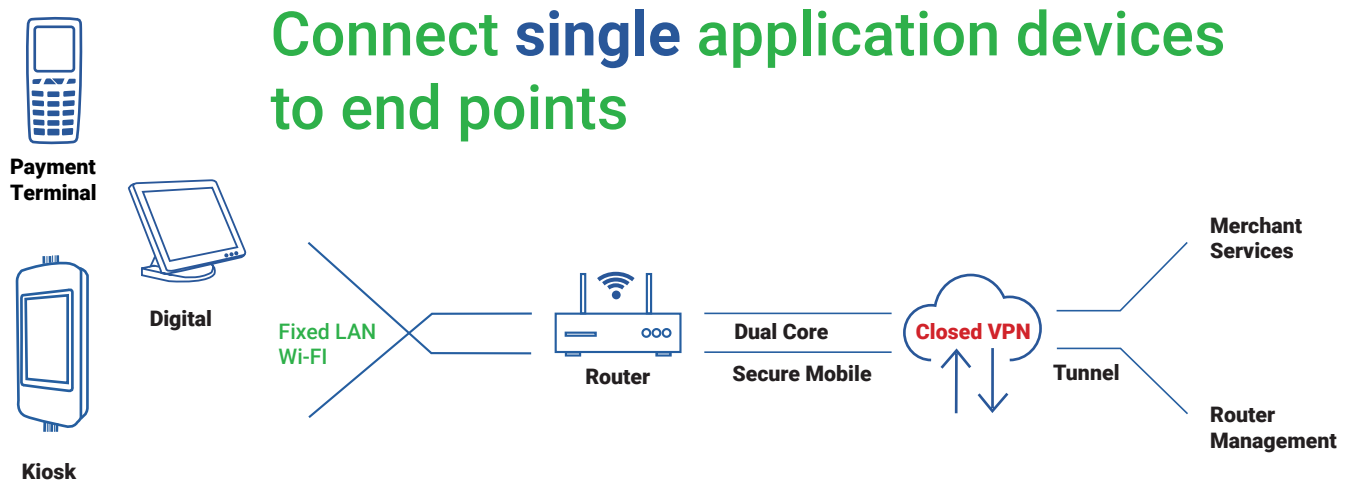 Connect single application devices
to end points
Payment
Terminal
Digital
Kiosk
Fixed LAN
Wi-FI
Router
Dual Core
Secure Mobile
Closed VPN
Tunnel
Merchant
Services
Router
Management